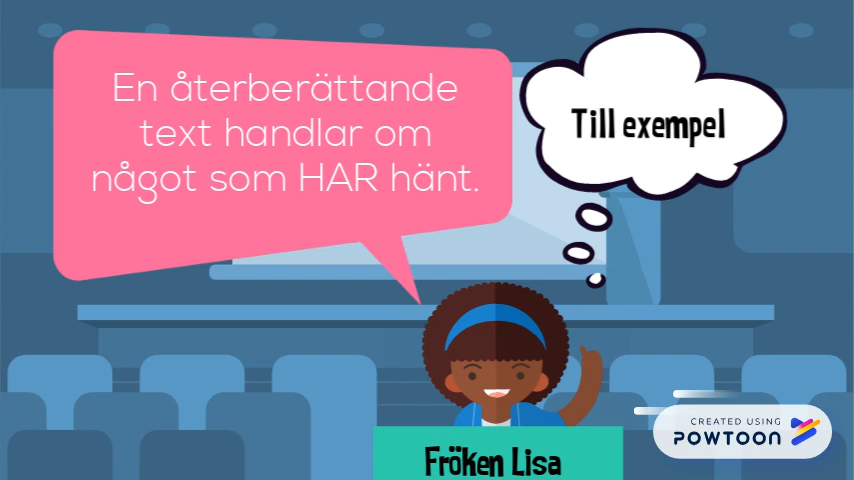 En återberättande
text handlar om
något som HAR hänt.
Till exempel
Fröken Lisa
CREATED USING
POWTOON